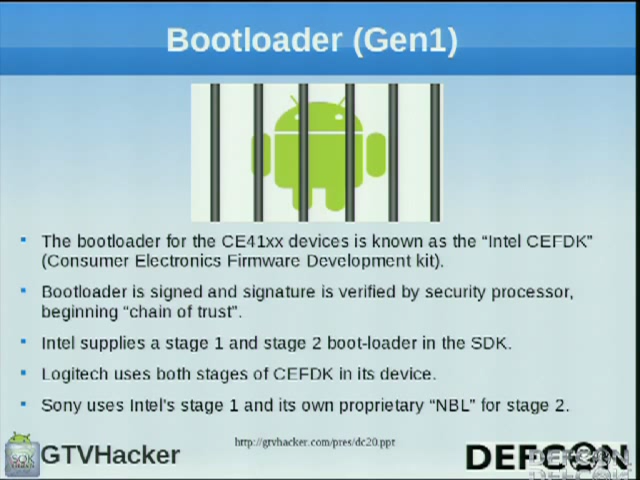 Bootloader (Gen1)
The bootloader for the CE41xx devices is known as the “Intel CEFDK”
(Consumer Electronics Firmware Development kit).
Bootloader is signed and signature is verified by security processor,
beginning “chain of trust”.
Intel supplies a stage 1 and stage 2 boot-loader in the SDK.
Logitech uses both stages of CEFDK in its device.
Sony uses Intel's stage 1 and its own proprietary “NBL” for stage 2.
http://gtvhacker.com/pres/dc20.ppt
SDK
GTVHacker
DEFCON
DEFCON